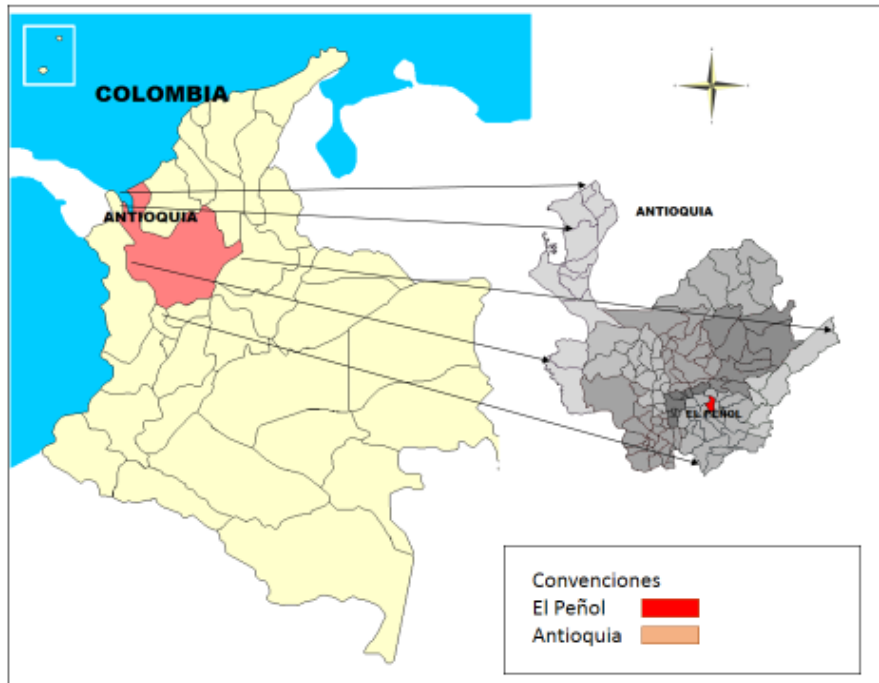 COLOMBIA
ANTIOQUIA
ANTIOQUIA
EL PEÑOL
Convenciones
El Peñol
Antioquia